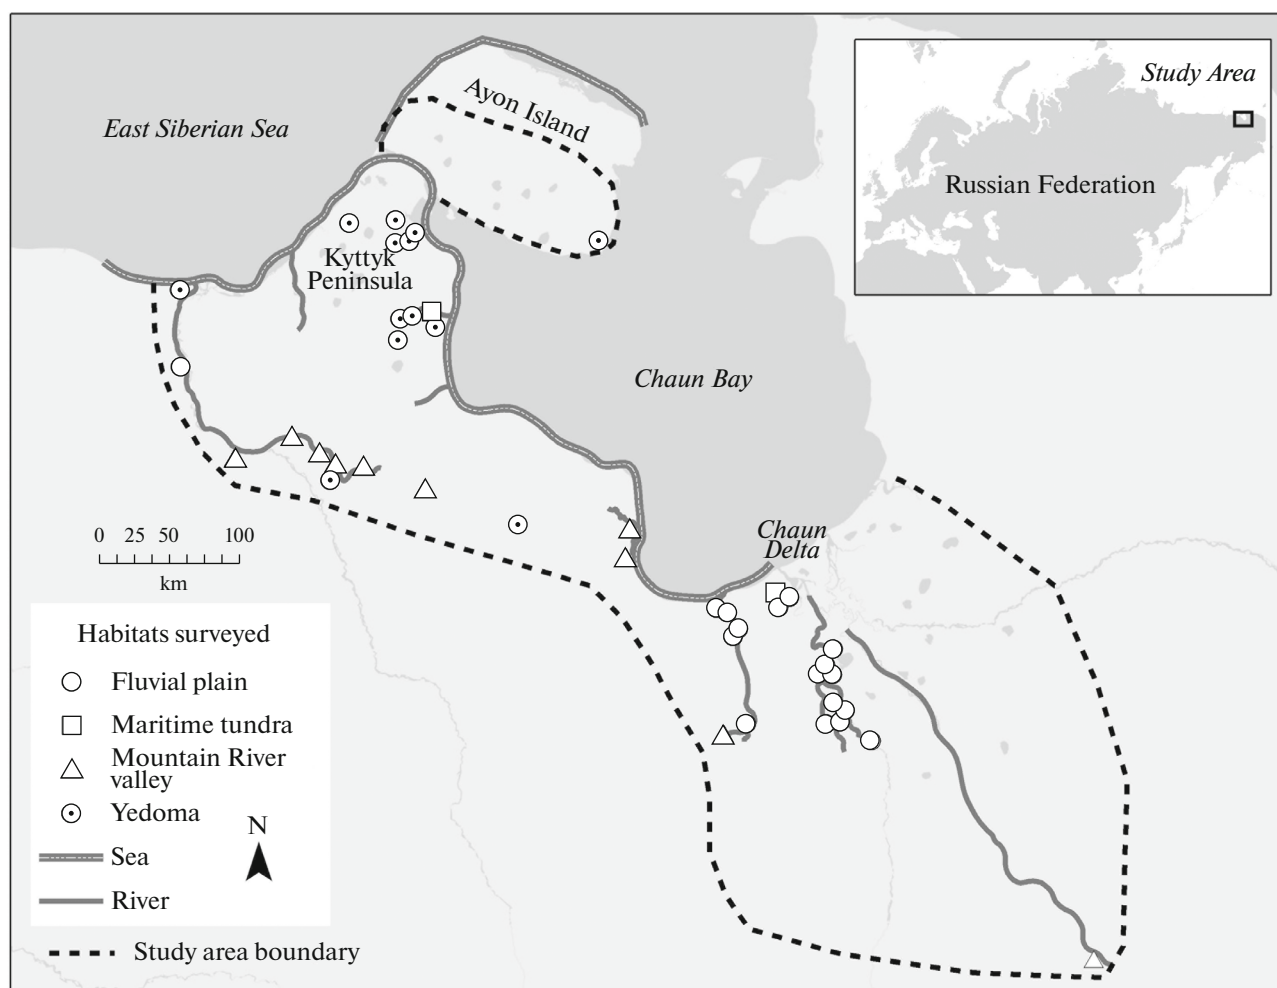 East Siberian Sea
Ayon Island
Study Area
Russian Federation
Kyttyk
Peninsula
Chaun Bay
Chaun
Delta
0 25 50 100
km
Habitats surveyed
Fluvial plain
Maritime tundra
Mountain River
valley
Yedoma
N
Sea
River
Study area boundary